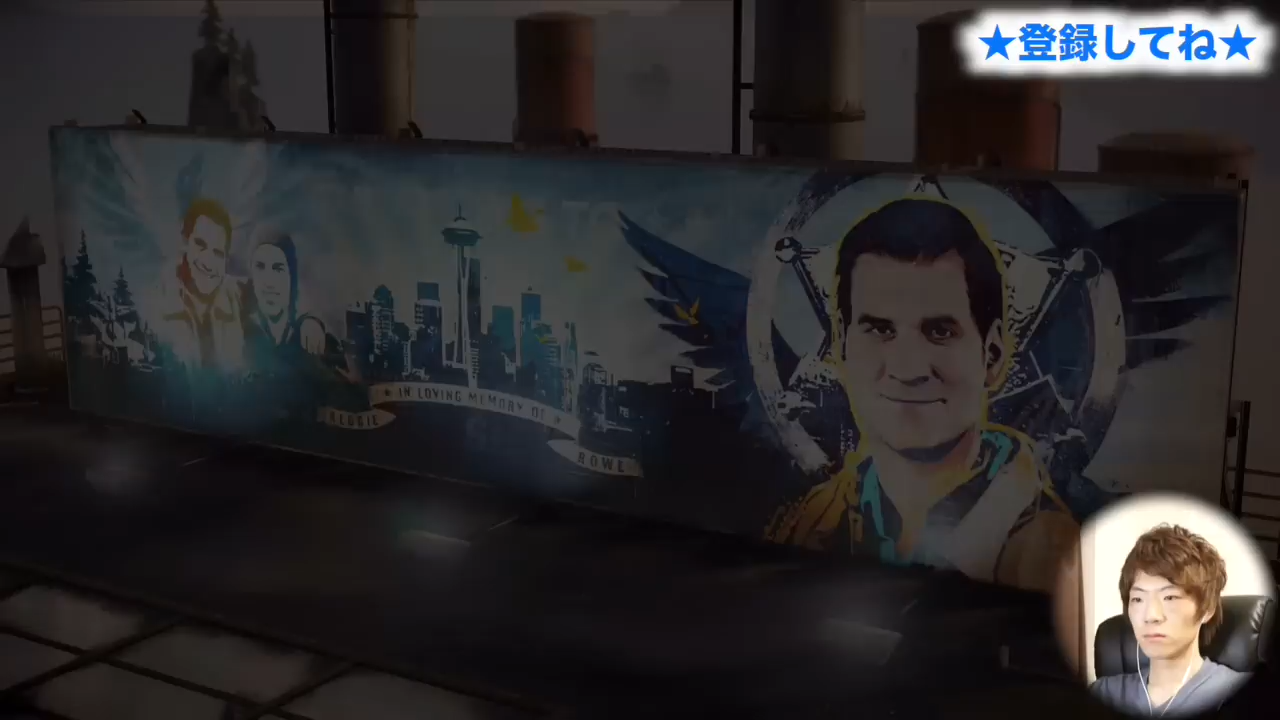 ★登録してね★
★ IN LOVING MEMORY OF ★
REGGIE
ROWE